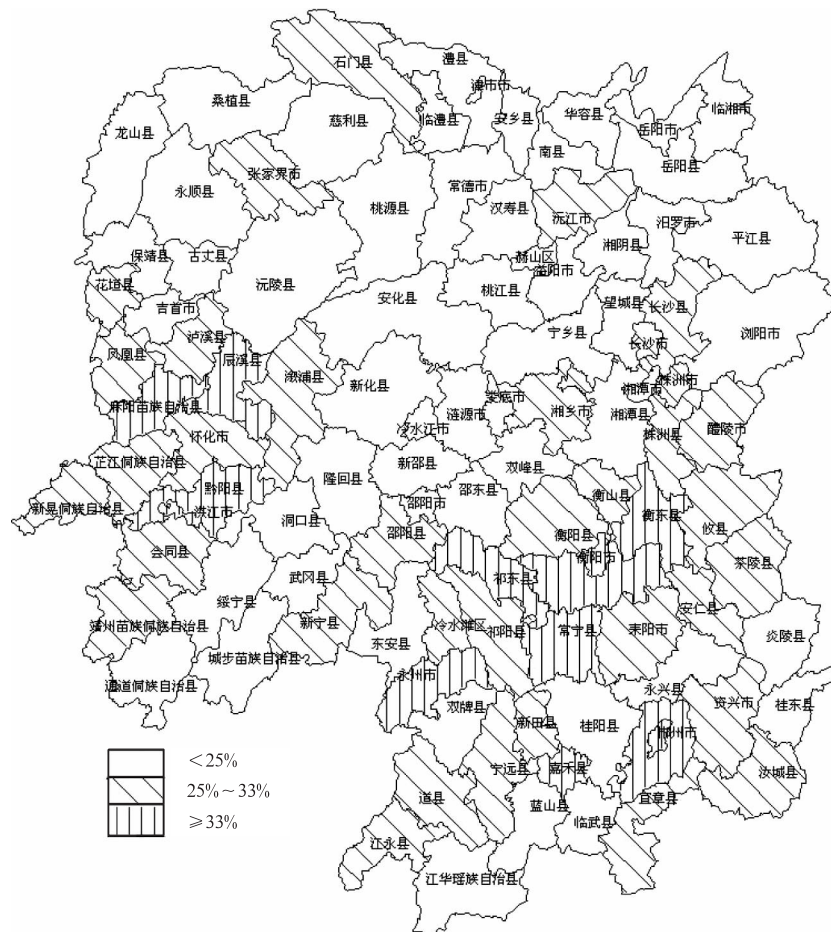 石门县
澧县
津市市
桑植县
慈利县
临澧县
安乡县
华容县
临湘市
岳阳市
龙山县
南县
岳阳县
张家界市
永顺县
桃源县
常德市
汉寿县
沅江市
汨罗市
平江县
湘阴县
保靖县
古丈县
赫山区
益阳市
花垣县
沅陵县
安化县
桃江县
望城县
长沙县
吉首市
泸溪县
宁乡县
浏阳市
长沙市
凤凰县
辰溪县
溆浦县
新化县
株洲市
湘潭市
娄底市
麻阳苗族自治县
涟源市
湘乡市
湘潭县
冷水江市
怀化市
株洲县
醴陵市
芷江侗族自治县
新邵县
双峰县
黔阳县
隆回县
邵东县
衡山县
新晃侗族自治县
洪江市
邵阳市
衡东县
洞口县
邵阳县
衡阳县
攸县
会同县
衡阳市
茶陵县
武冈县
祁东县
绥宁县
安仁县
靖州苗族侗族自治县
新宁县
冷水滩区
祁阳县
常宁县
耒阳市
炎陵县
东安县
城步苗族自治县
永州市
通道侗族自治县
永兴县
双牌县
资兴市
桂东县
新田县
桂阳县
郴州市
宁远县
嘉禾县
汝城县
道县
蓝山县
宜章县
临武县
江永县
江华瑶族自治县
<25%
25%~33%
≥33%